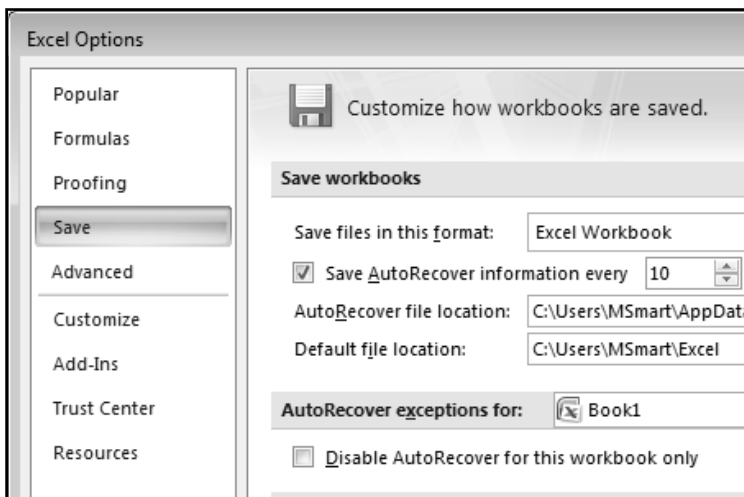 Excel Options
Popular
Formulas
Proofing
Save
Advanced
Customize
Add-Ins
Trust Center
Resources
Customize how workbooks are saved.
Save workbooks
Save files in this format: Excel Workbook
Save AutoRecover information every 10
AutoRecover file location: C:\Users\MSmart\AppData
Default file location: C:\Users\MSmart\Excel
AutoRecover exceptions for: Book1
Disable AutoRecover for this workbook only